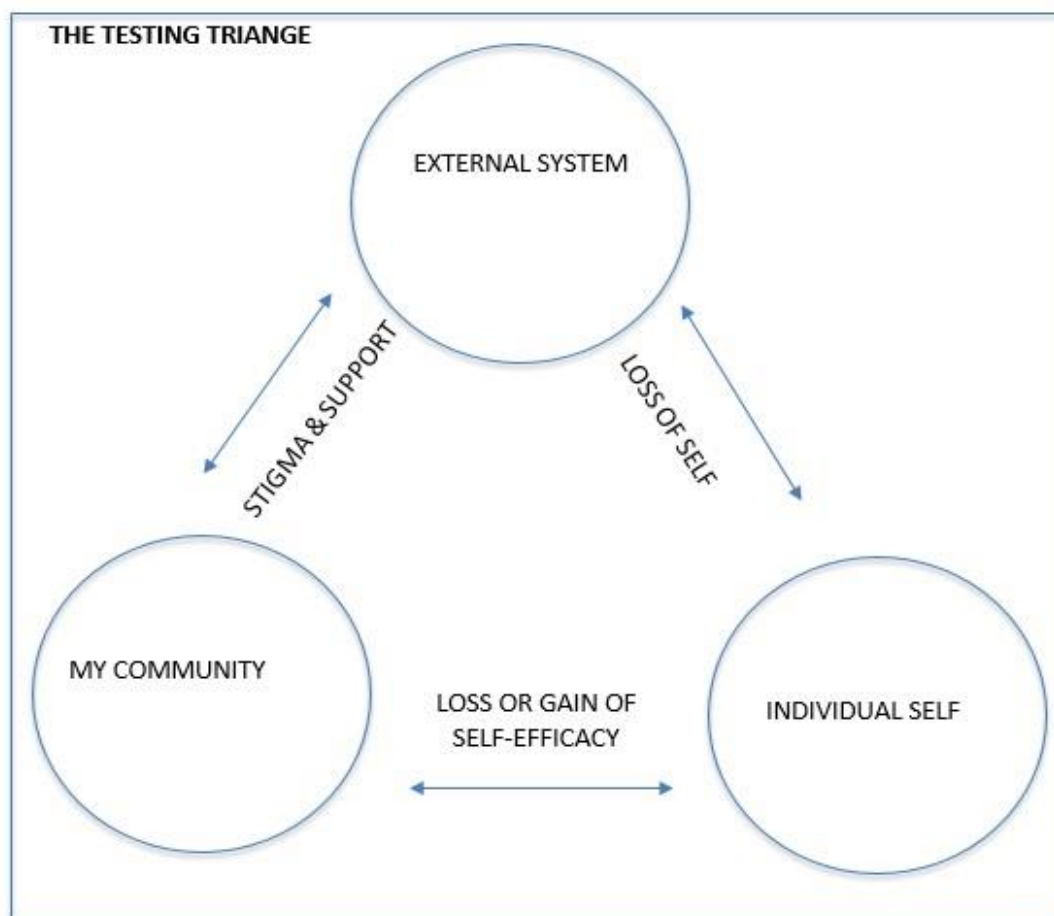 THE TESTING TRIANGE
EXTERNAL SYSTEM
STIGMA & SUPPORT
LOSS OF SELF
MY COMMUNITY
LOSS OR GAIN OF
SELF-EFFICACY
INDIVIDUAL SELF